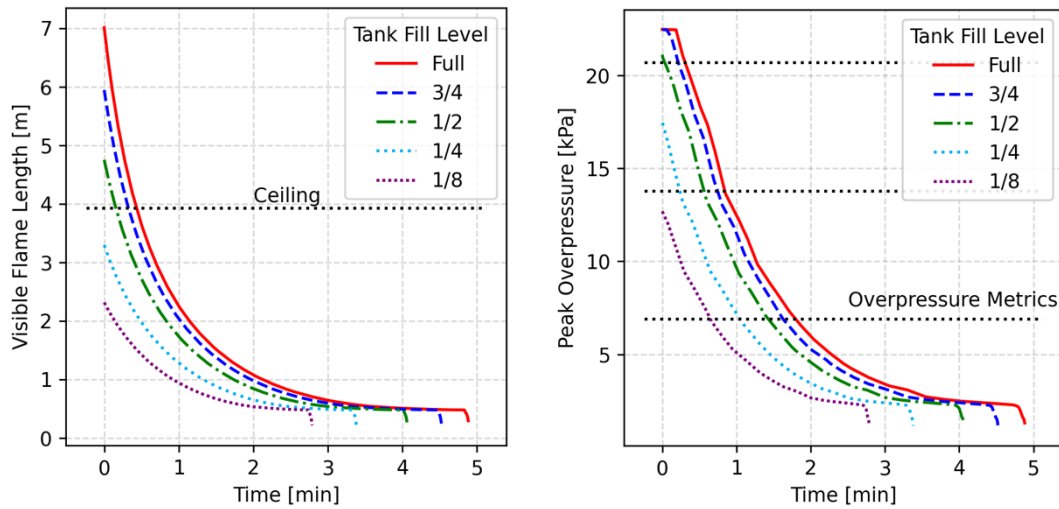 Visible Flame Length [m]
7
6
5
4
3
2
1
0
0 1 2 3 4 5
Time [min]
Tank Fill Level
Full
3/4
1/2
1/4
1/8
Ceiling
Peak Overpressure [kPa]
20
15
10
5
0 1 2 3 4 5
Time [min]
Tank Fill Level
Full
3/4
1/2
1/4
1/8
Overpressure Metrics